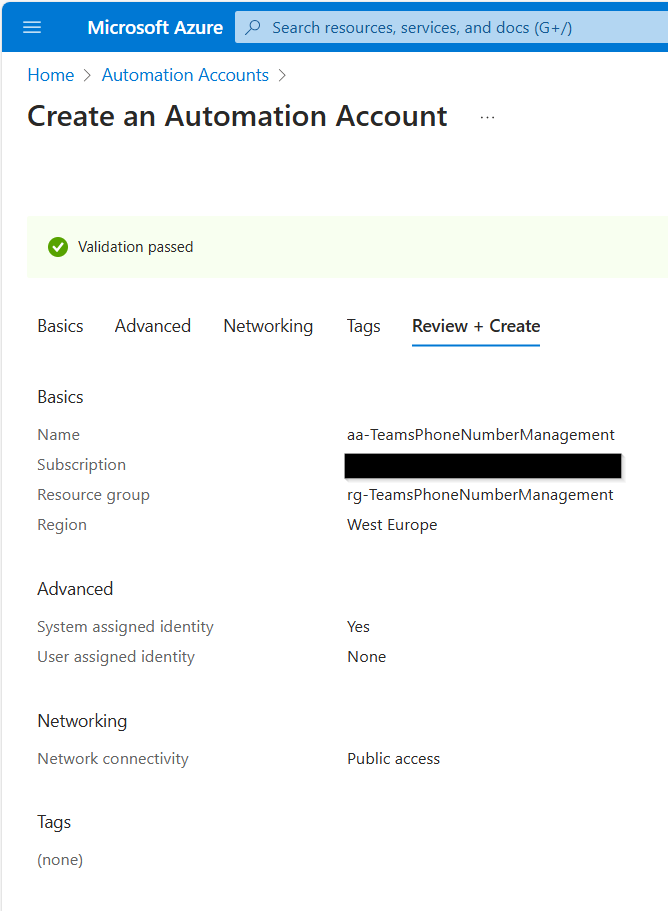 Microsoft Azure
Search resources, services, and docs (G+/)
Home > Automation Accounts >
Create an Automation Account ...
Validation passed
Basics Advanced Networking Tags Review + Create
Basics
Name aa-TeamsPhoneNumberManagement
Subscription
Resource group rg-TeamsPhoneNumberManagement
Region West Europe
Advanced
System assigned identity Yes
User assigned identity None
Networking
Network connectivity Public access
Tags
(none)